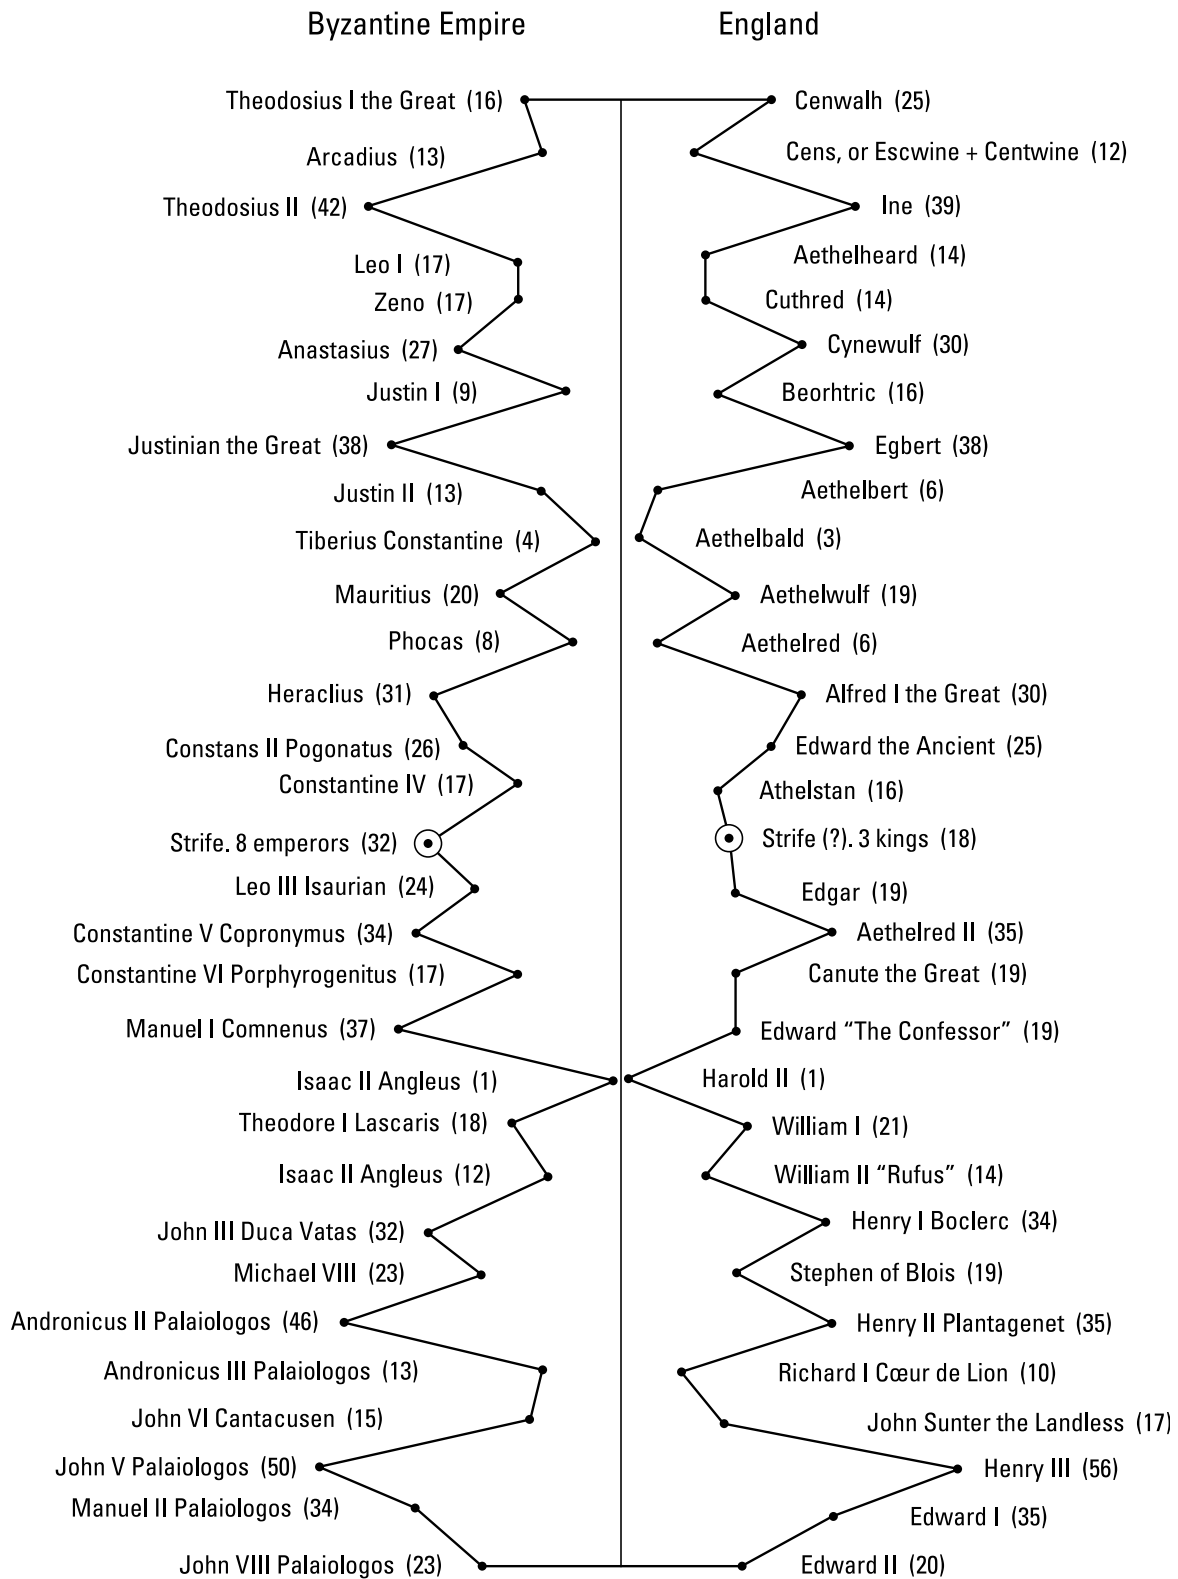 Byzantine Empire England
Theodosius I the Great (16) Cenwalh (25)
Arcadius (13) Cens, or Escwine + Centwine (12)
Theodosius II (42) Ine (39)
Leo I (17) Aethelheard (14)
Zeno (17) Cuthred (14)
Anastasius (27) Cynewulf (30)
Justin I (9) Beorhtric (16)
Justinian the Great (38) Egbert (38)
Justin II (13) Aethelbert (6)
Tiberius Constantine (4) Aethelbald (3)
Mauritius (20) Aethelwulf (19)
Phocas (8) Aethelred (6)
Heraclius (31) Alfred I the Great (30)
Constans II Pogonatus (26) Edward the Ancient (25)
Constantine IV (17) Athelstan (16)
Strife. 8 emperors (32) Strife (?). 3 kings (18)
Leo III Isaurian (24) Edgar (19)
Constantine V Copronymus (34) Aethelred II (35)
Constantine VI Porphyrogenitus (17) Canute the Great (19)
Manuel I Comnenus (37) Edward “The Confessor” (19)
Isaac II Angleus (1) Harold II (1)
Theodore I Lascaris (18) William I (21)
Isaac II Angleus (12) William II “Rufus” (14)
John III Duca Vatas (32) Henry I Boclerc (34)
Michael VIII (23) Stephen of Blois (19)
Andronicus II Palaiologos (46) Henry II Plantagenet (35)
Andronicus III Palaiologos (13) Richard I Cœur de Lion (10)
John VI Cantacusen (15) John Sunter the Landless (17)
John V Palaiologos (50) Henry III (56)
Manuel II Palaiologos (34) Edward I (35)
John VIII Palaiologos (23) Edward II (20)